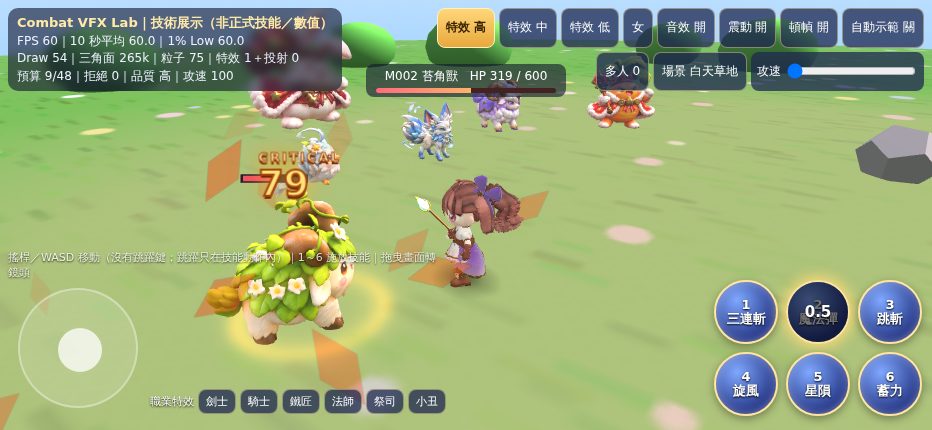 Combat VFX Lab｜技術展示（非正式技能／數值）
FPS 60｜10 秒平均 60.0｜1% Low 60.0
Draw 54｜三角面 265k｜粒子 75｜特效 1＋投射 0
預算 9/48｜拒絕 0｜品質 高｜攻速 100
特效 高
特效 中
特效 低
女
音效 開
震動 開
頓幀 開
自動示範 關
M002 苔角獸 HP 319 / 600
多人 0
場景 白天草地
攻速
CRITICAL
79
搖桿／WASD 移動（沒有跳躍鍵；跳躍只在技能動作內）｜1～6 施放技能｜拖曳畫面轉
鏡頭
1
三連斬
2
魔法彈
0.5
3
跳斬
4
旋風
5
星隕
6
蓄力
職業特效
劍士
騎士
鐵匠
法師
祭司
小丑